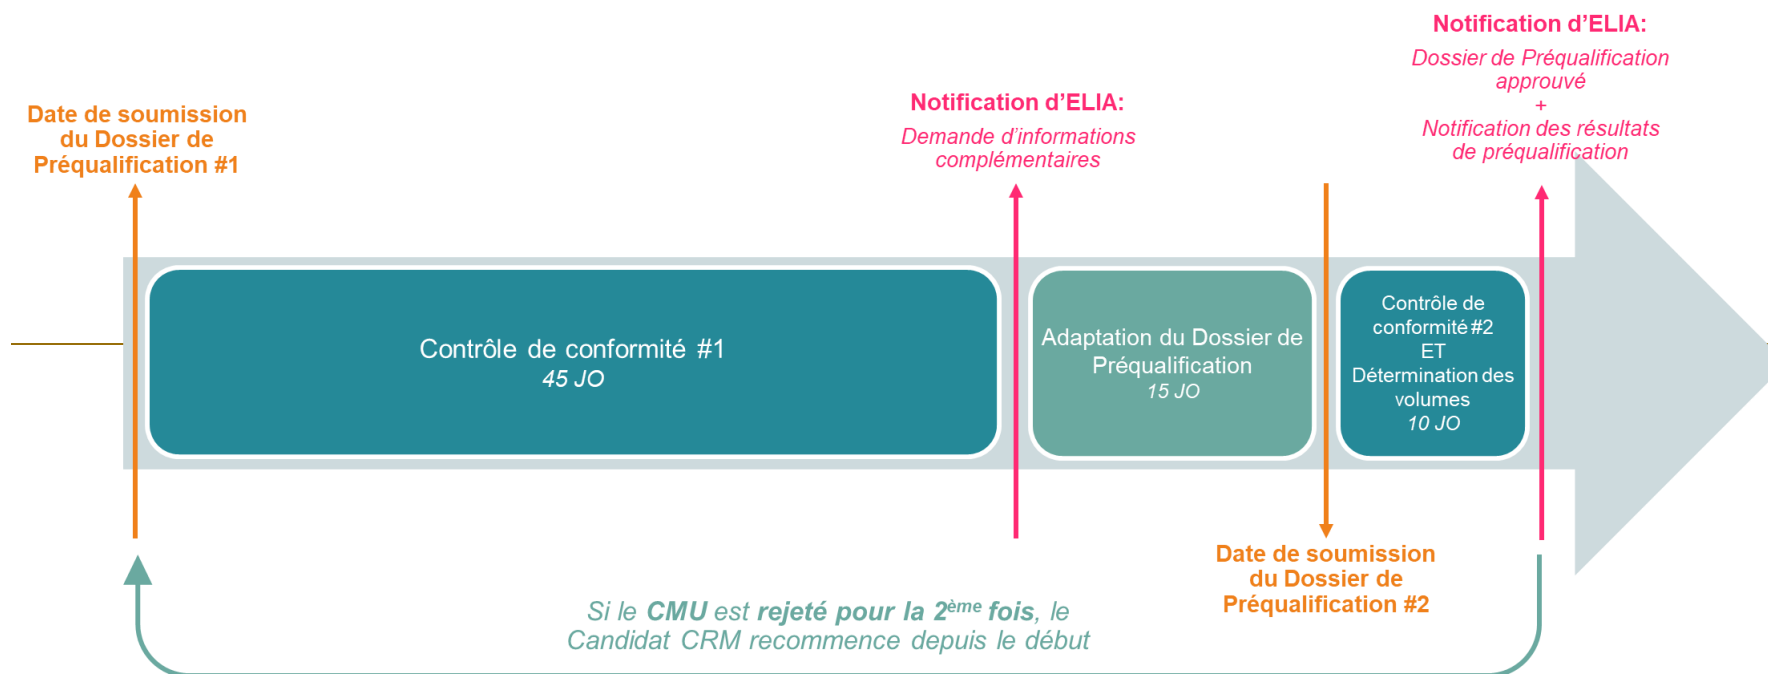 Notification d’ELIA:
Dossier de Préqualification
approuvé
+
Notification des résultats
de préqualification
Notification d’ELIA:
Demande d’informations
complémentaires
Date de soumission
du Dossier de
Préqualification #1
Contrôle de conformité #1
45 JO
Adaptation du Dossier de
Préqualification
15 JO
Contrôle de
conformité #2
ET
Détermination des
volumes
10 JO
Date de soumission
du Dossier de
Préqualification #2
Si le CMU est rejeté pour la 2ème fois, le
Candidat CRM recommence depuis le début